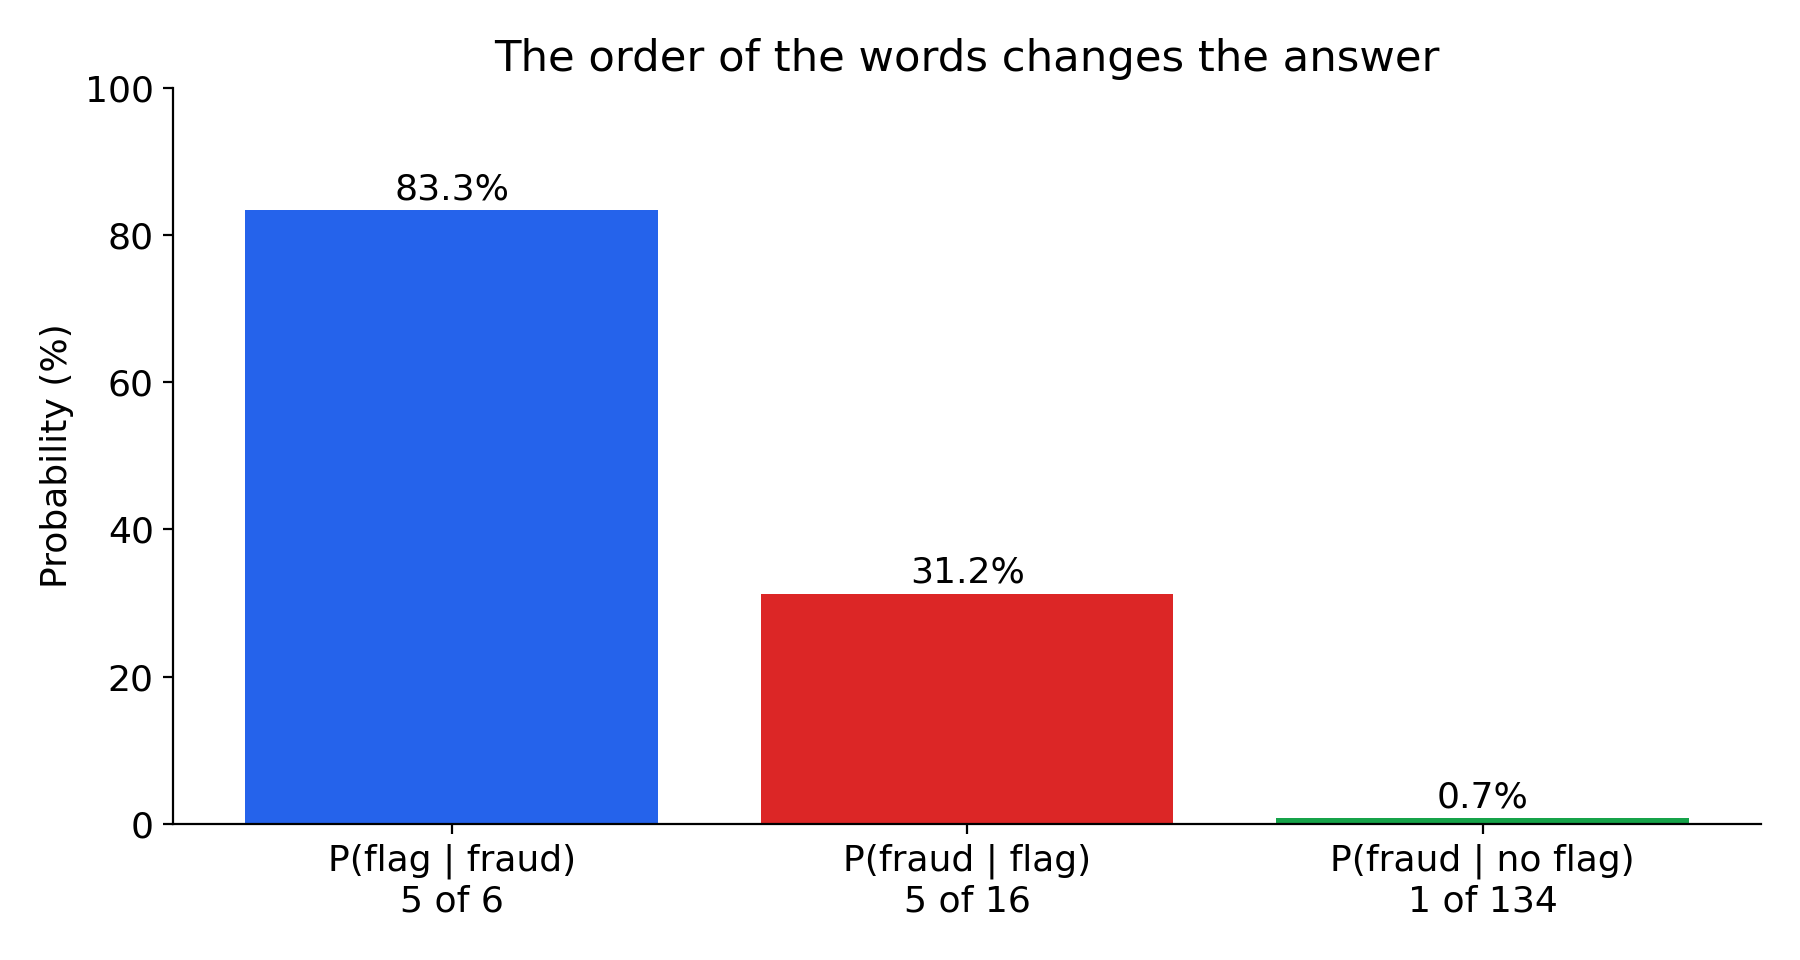 The order of the words changes the answer
Probability (%)
100
80
60
40
20
0
83.3%
31.2%
0.7%
P(flag | fraud)
5 of 6
P(fraud | flag)
5 of 16
P(fraud | no flag)
1 of 134